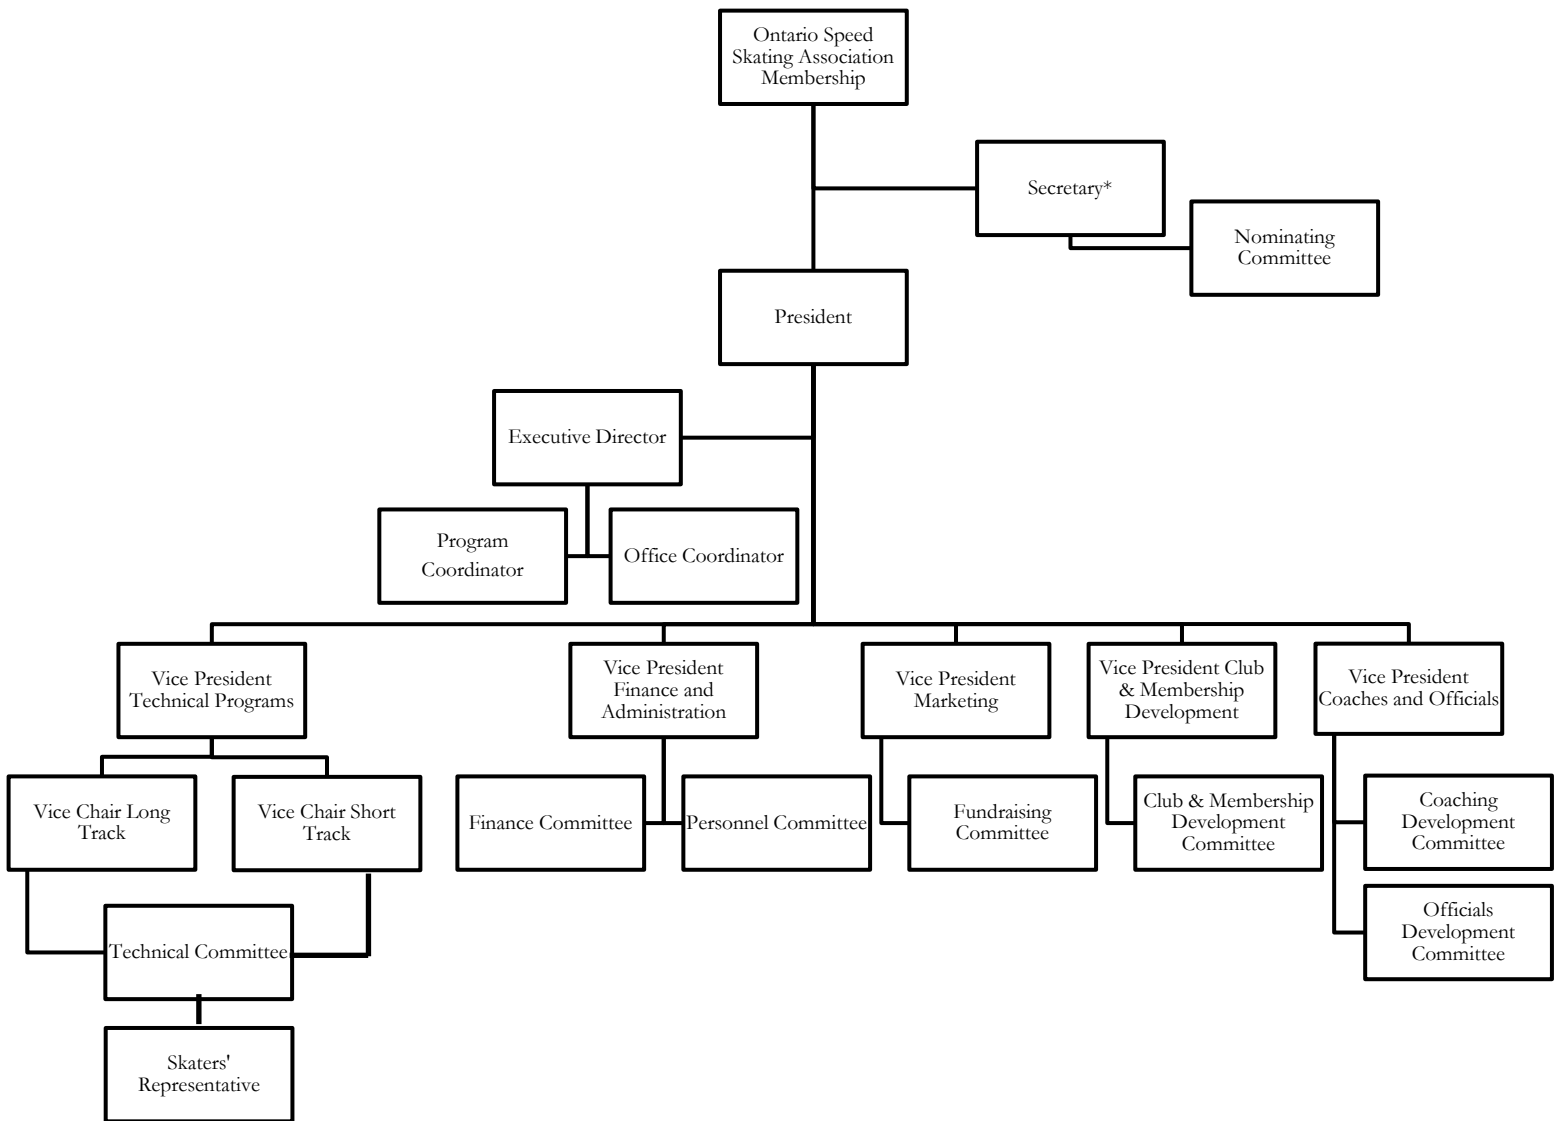 Ontario Speed
Skating Association
Membership
Secretary*
Nominating
Committee
President
Executive Director
Program
Coordinator
Office Coordinator
Vice President
Technical Programs
Vice President
Finance and
Administration
Vice President
Marketing
Vice President Club
& Membership
Development
Vice President
Coaches and Officials
Vice Chair Long
Track
Vice Chair Short
Track
Finance Committee
Personnel Committee
Fundraising
Committee
Club & Membership
Development
Committee
Coaching
Development
Committee
Technical Committee
Officials
Development
Committee
Skaters'
Representative